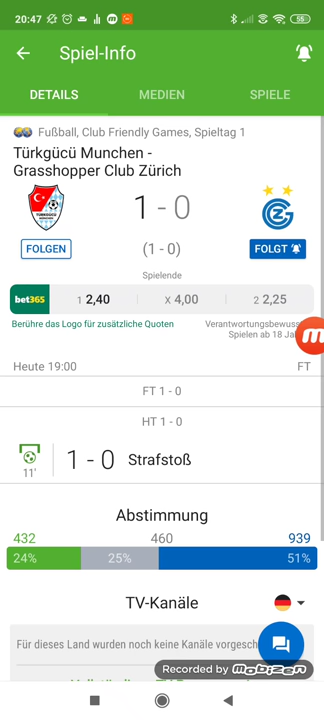 20:47
55
Spiel-Info
DETAILS
MEDIEN
SPIELE
Fußball, Club Friendly Games, Spieltag 1
Türkgücü Munchen -
Grasshopper Club Zürich
1 - 0
FOLGEN
(1 - 0)
FOLGT
Spielende
bet365
1 2,40
X 4,00
2 2,25
Berühre das Logo für zusätzliche Quoten
Verantwortungsbewuss
Spielen ab 18 Jah
Heute 19:00
FT
FT 1 - 0
HT 1 - 0
11'
1 - 0 Strafstoß
Abstimmung
432
460
939
24%
25%
51%
TV-Kanäle
Für dieses Land wurden noch keine Kanäle vorgesch
Recorded by mobizen